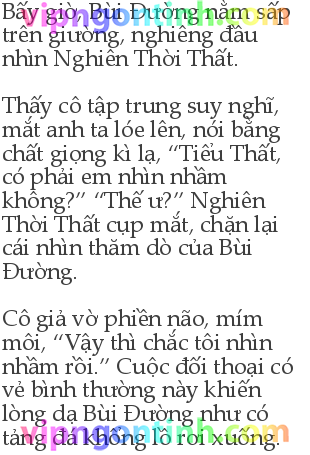 Bấy giờ, Bùi Đường nằm sấp
trên giường, nghiêng đầu
nhìn Nghiên Thời Thất.
Thấy cô tập trung suy nghĩ,
mắt anh ta lóe lên, nói bằng
chất giọng kì lạ, “Tiểu Thất,
có phải em nhìn nhầm
không?” “Thế ư?” Nghiên
Thời Thất cụp mắt, chặn lại
cái nhìn thăm dò của Bùi
Đường.
Cô giả vờ phiền não, mím
môi, “Vậy thì chắc tôi nhìn
nhầm rồi.” Cuộc đối thoại có
vẻ bình thường này khiến
lòng dạ Bùi Đường như có
tảng đá khổng lồ rơi xuống.
vipngontinh.com
vipngontinh.com